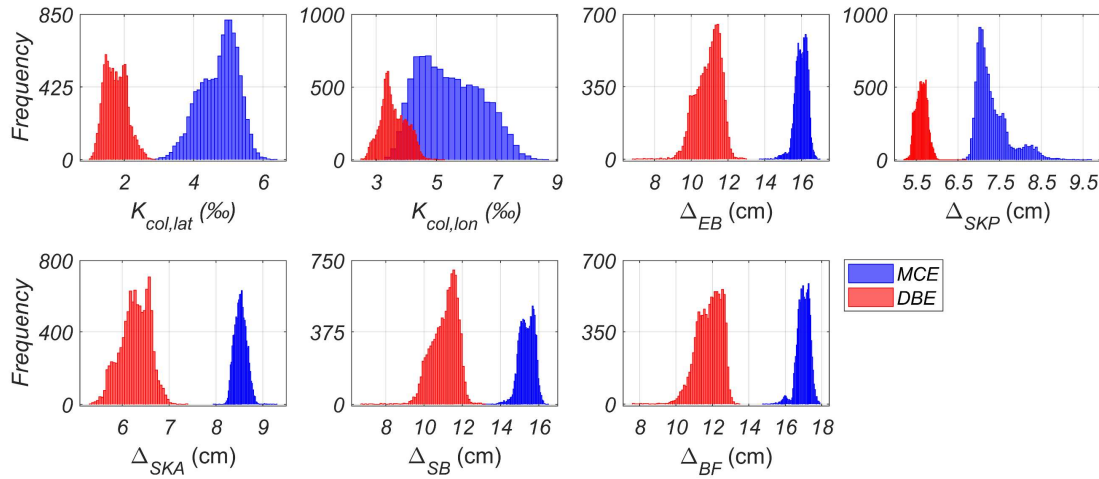 850 1000 700 1000
Frequency
425 500 350 500
0 0 0 0
2 4 6 3 5 7 9 8 10 12 14 16 5.5 6.5 7.5 8.5 9.5
K_col,lat (‰) K_col,lon (‰) Δ_EB (cm) Δ_SKP (cm)
800 750 700
MCE
DBE
Frequency
400 375 350
0 0 0
6 7 8 9 8 10 12 14 16 8 10 12 14 16 18
Δ_SKA (cm) Δ_SB (cm) Δ_BF (cm)